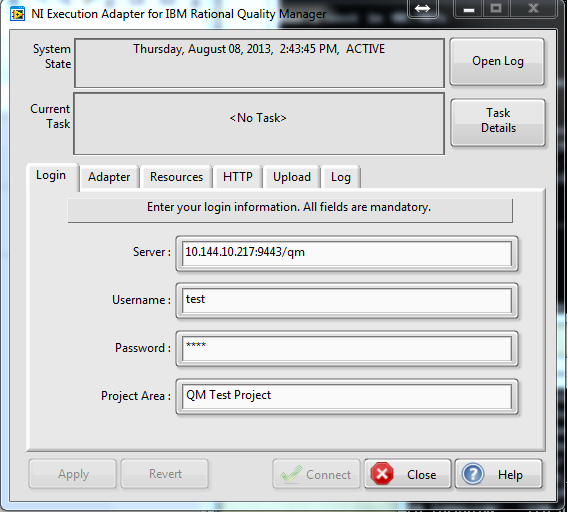 NI Execution Adapter for IBM Rational Quality Manager
System State
Thursday, August 08, 2013, 2:43:45 PM, ACTIVE
Open Log
Current Task
<No Task>
Task Details
Login Adapter Resources HTTP Upload Log
Enter your login information. All fields are mandatory.
Server : 10.144.10.217:9443/qm
Username : test
Password : ****
Project Area : QM Test Project
Apply Revert Connect Close Help